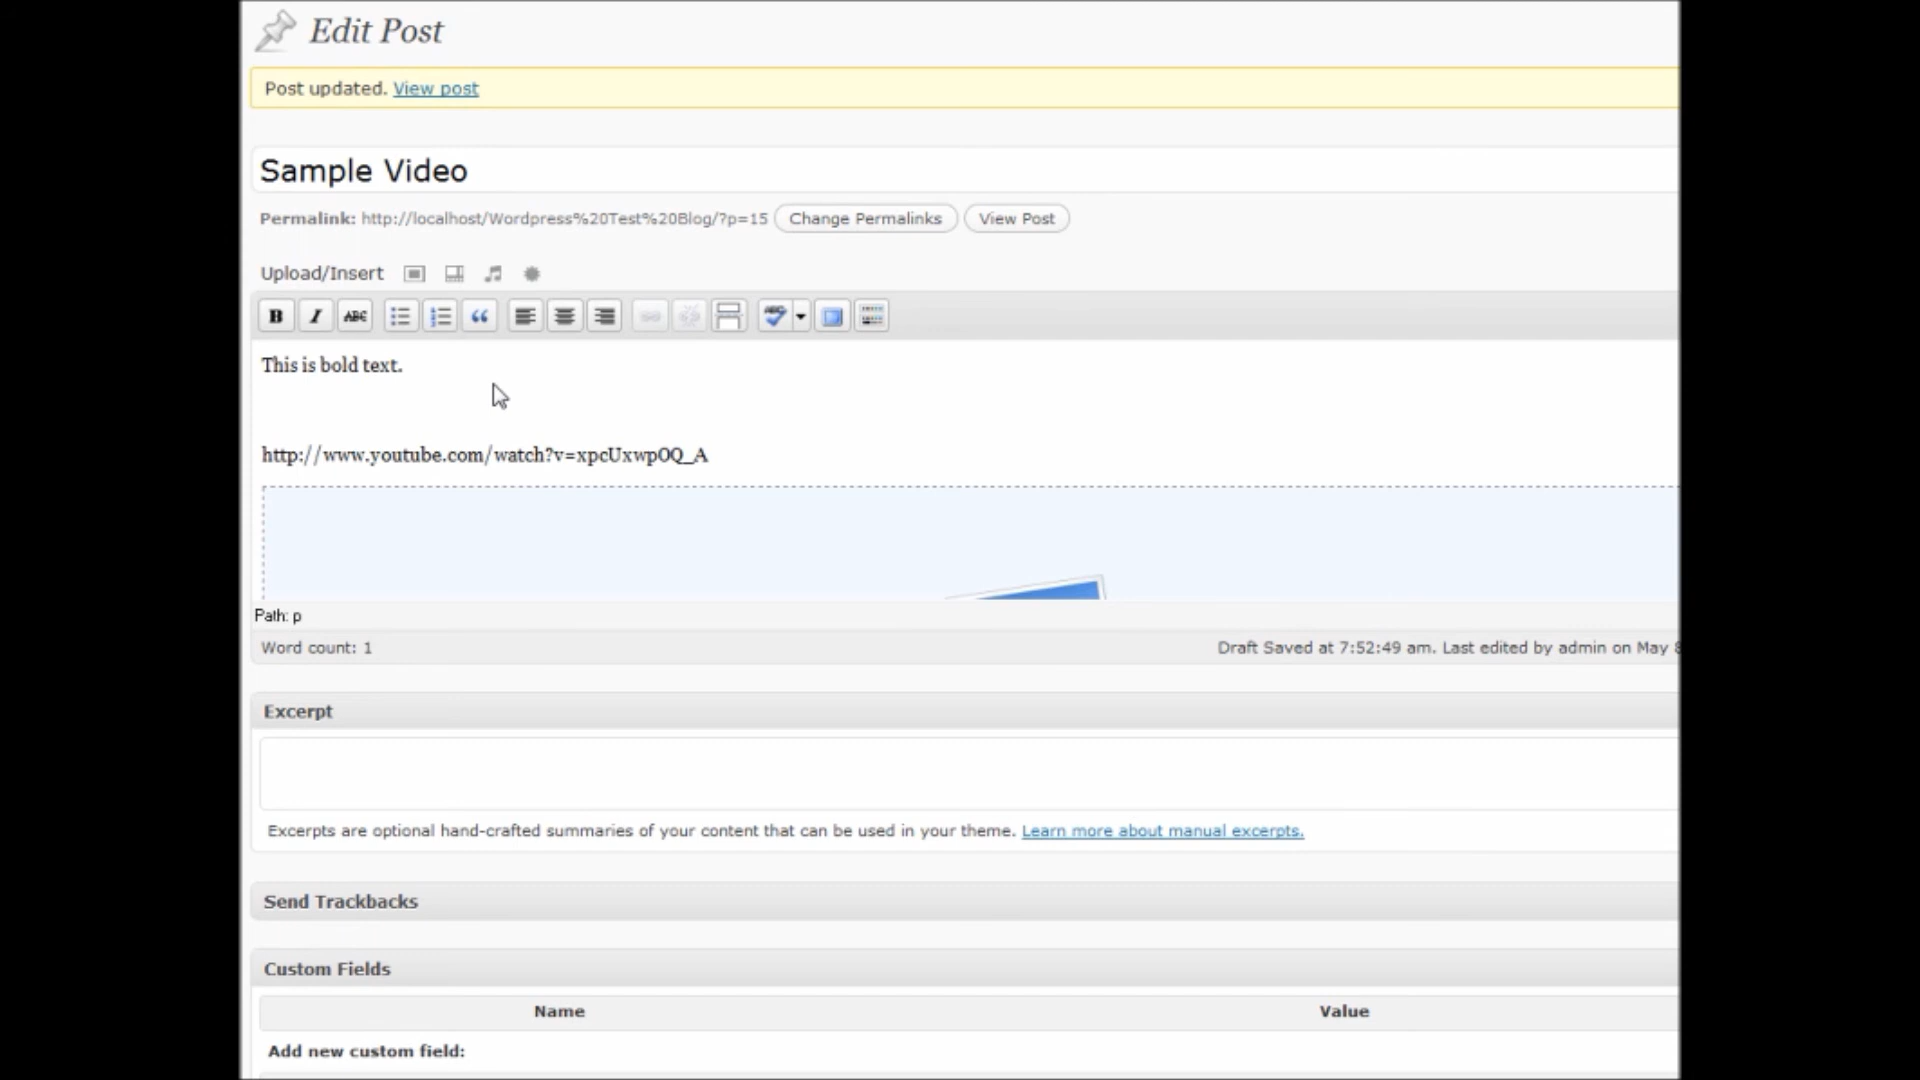 Edit Post
Post updated. View post
Sample Video
Permalink: http://localhost/Wordpress%20Test%20Blog/?p=15 Change Permalinks View Post
Upload/Insert
B I ABC
This is bold text.
http://www.youtube.com/watch?v=xpcUxwpOQ_A
Path: p
Word count: 1 Draft Saved at 7:52:49 am. Last edited by admin on May
Excerpt
Excerpts are optional hand-crafted summaries of your content that can be used in your theme. Learn more about manual excerpts.
Send Trackbacks
Custom Fields
Name Value
Add new custom field: